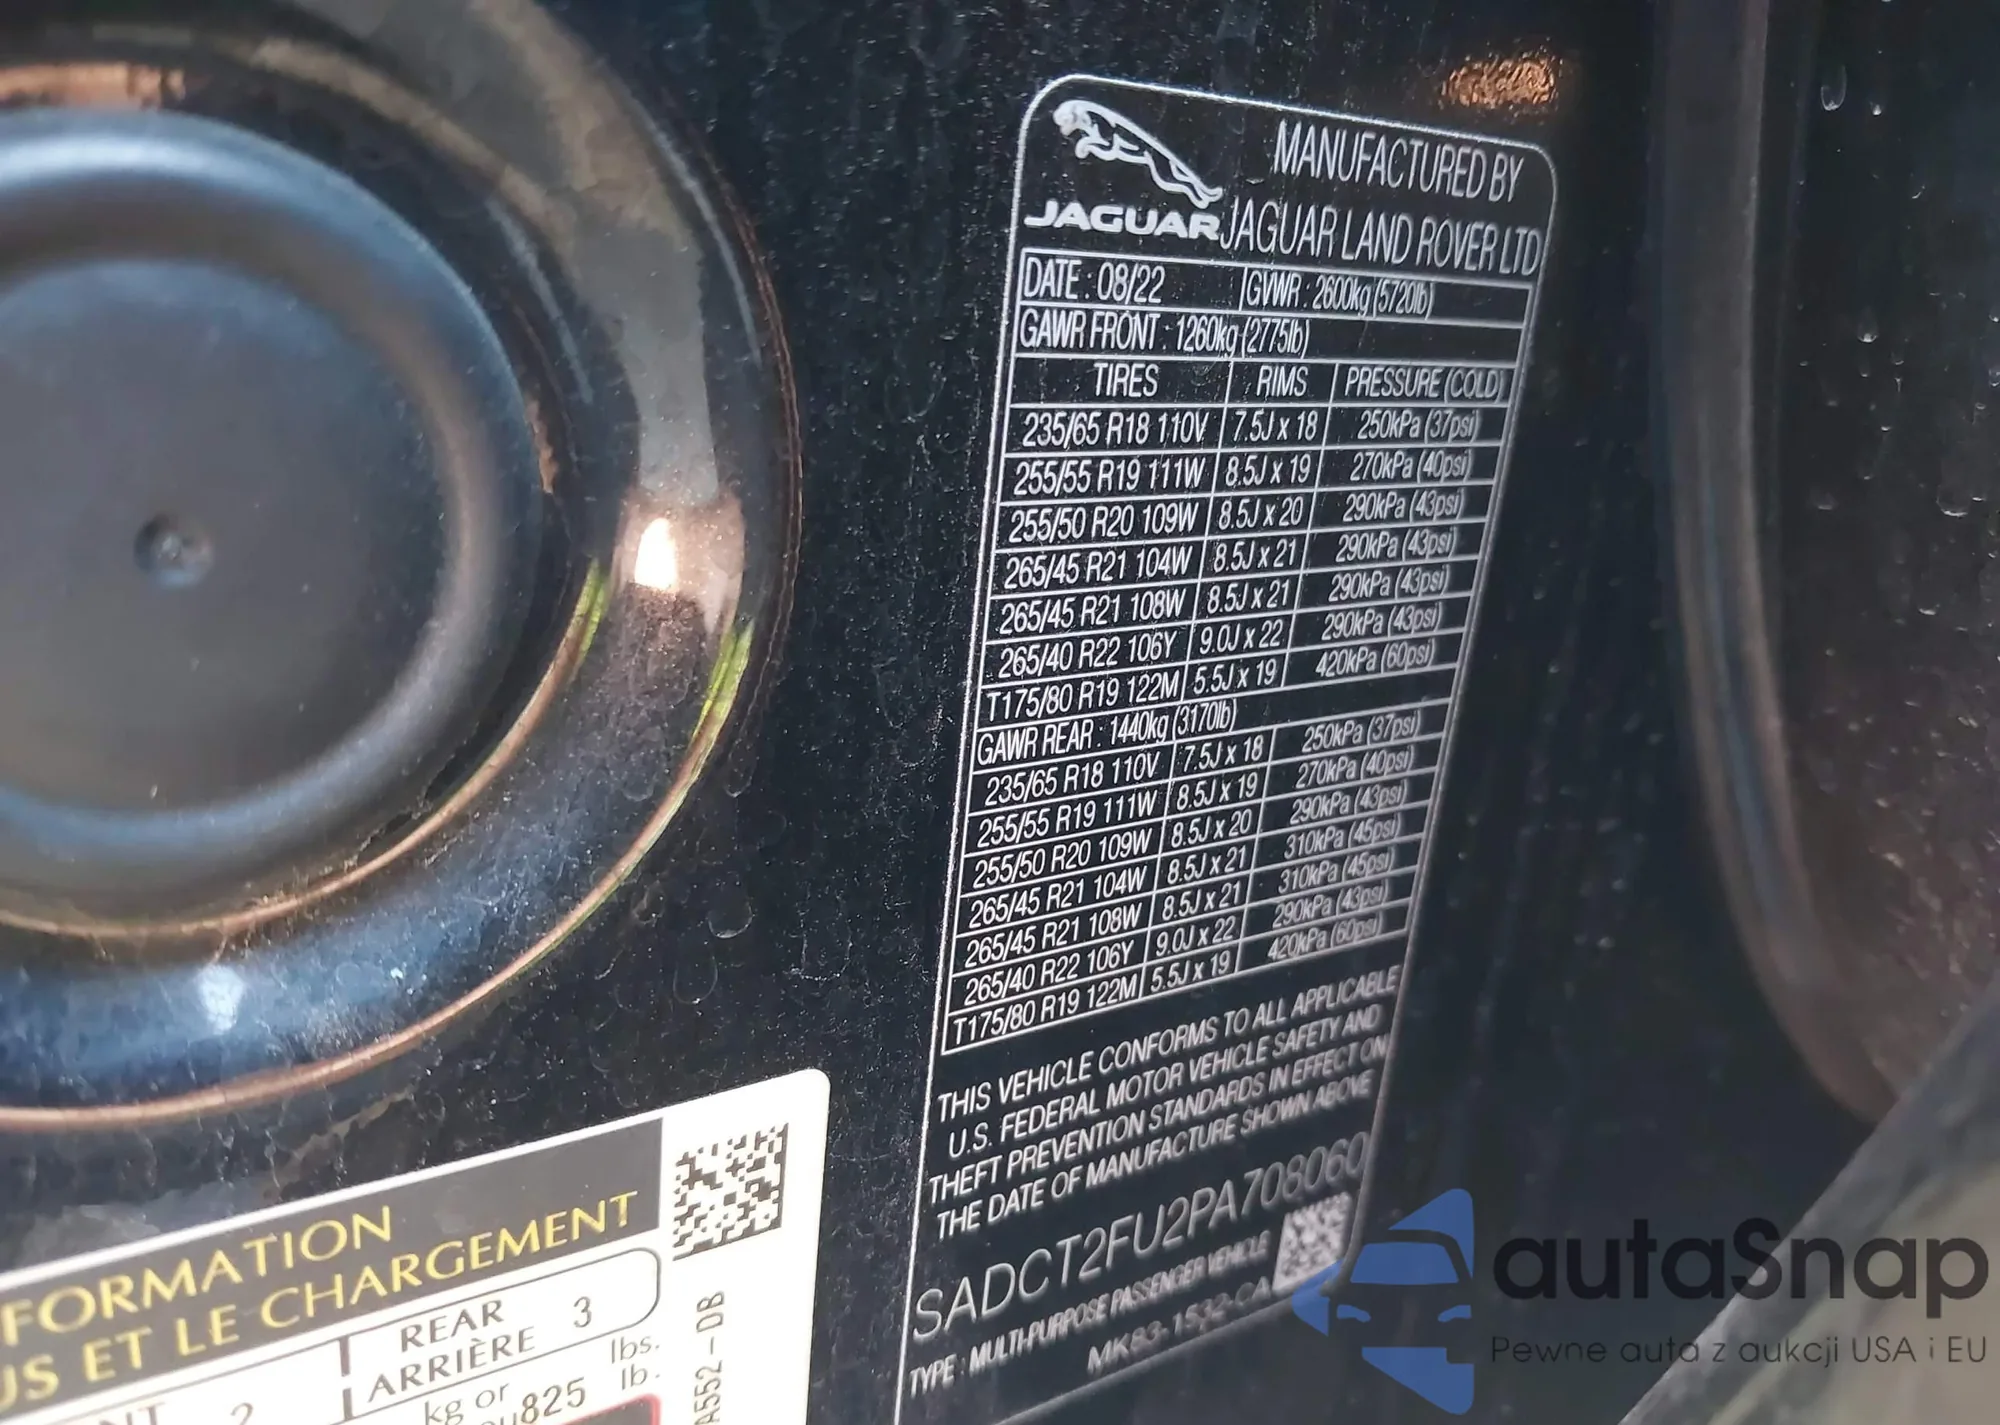 MANUFACTURED BY
JAGUAR JAGUAR LAND ROVER LTD
DATE : 08/22 GVWR : 2600kg (5720lb)
GAWR FRONT : 1260kg (2775lb)
TIRES RIMS PRESSURE (COLD)
235/65 R18 110V 7.5J x 18 250kPa (37psi)
255/55 R19 111W 8.5J x 19 270kPa (40psi)
255/50 R20 109W 8.5J x 20 290kPa (43psi)
265/45 R21 104W 8.5J x 21 290kPa (43psi)
265/45 R21 108W 8.5J x 21 290kPa (43psi)
265/40 R22 106Y 9.0J x 22 290kPa (43psi)
T175/80 R19 122M 5.5J x 19 420kPa (60psi)
GAWR REAR : 1440kg (3170lb)
235/65 R18 110V 7.5J x 18 250kPa (37psi)
255/55 R19 111W 8.5J x 19 270kPa (40psi)
255/50 R20 109W 8.5J x 20 290kPa (43psi)
265/45 R21 104W 8.5J x 21 310kPa (45psi)
265/45 R21 108W 8.5J x 21 310kPa (45psi)
265/40 R22 106Y 9.0J x 22 290kPa (43psi)
T175/80 R19 122M 5.5J x 19 420kPa (60psi)
THIS VEHICLE CONFORMS TO ALL APPLICABLE
U.S. FEDERAL MOTOR VEHICLE SAFETY AND
THEFT PREVENTION STANDARDS IN EFFECT ON
THE DATE OF MANUFACTURE SHOWN ABOVE
SADCT2FU2PA708060
TYPE : MULTI-PURPOSE PASSENGER VEHICLE
MK83-1532-CA
FORMATION
US ET LE CHARGEMENT
REAR
ARRIÈRE 3
2
kg or lbs.
825 lb.
A552-DB
autaSnap
Pewne auta z aukcji USA i EU